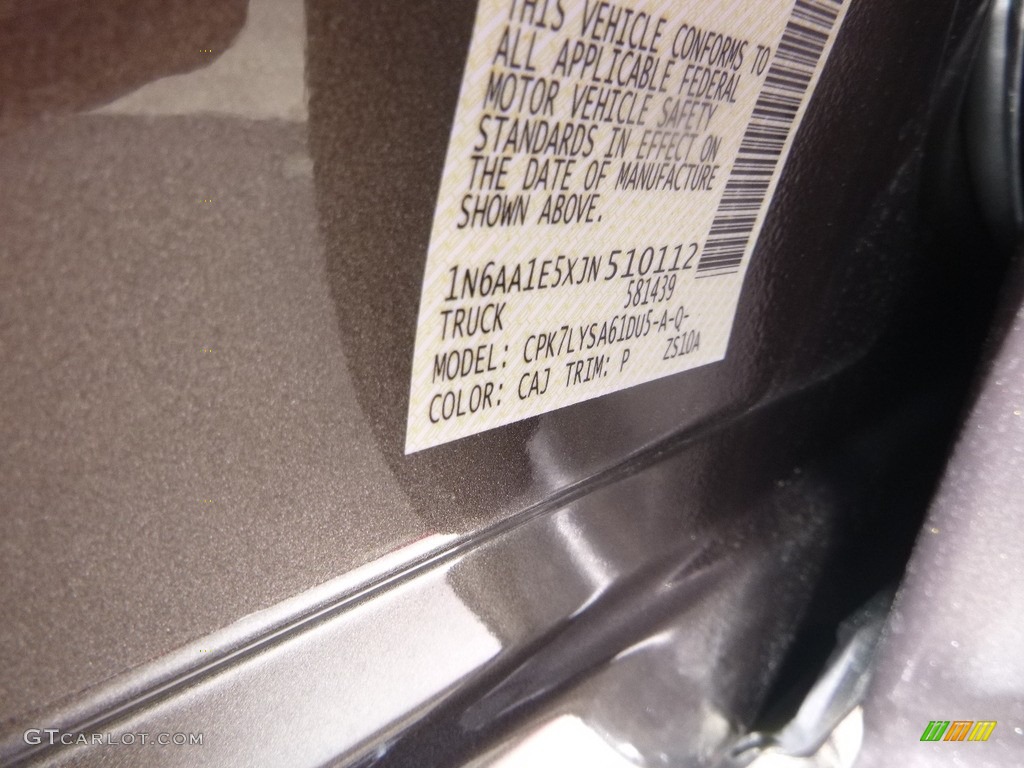 THIS VEHICLE CONFORMS TO
ALL APPLICABLE FEDERAL
MOTOR VEHICLE SAFETY
STANDARDS IN EFFECT ON
THE DATE OF MANUFACTURE
SHOWN ABOVE.
1N6AA1E5XJN510112
581439
TRUCK
MODEL: CPK7LYSA61DU5-A-Q-
ZS10A
COLOR: CAJ TRIM: P
GTCARLOT.COM